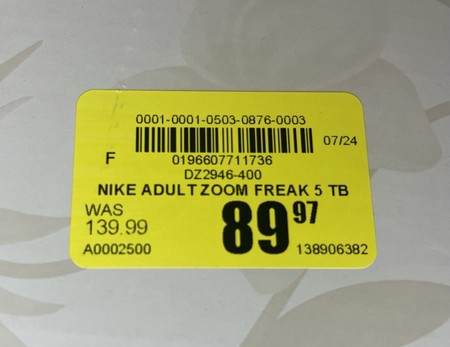 0001-0001-0503-0876-0003
07/24
F
0196607711736
DZ2946-400
NIKE ADULT ZOOM FREAK 5 TB
WAS
139.99
89 97
A0002500
138906382